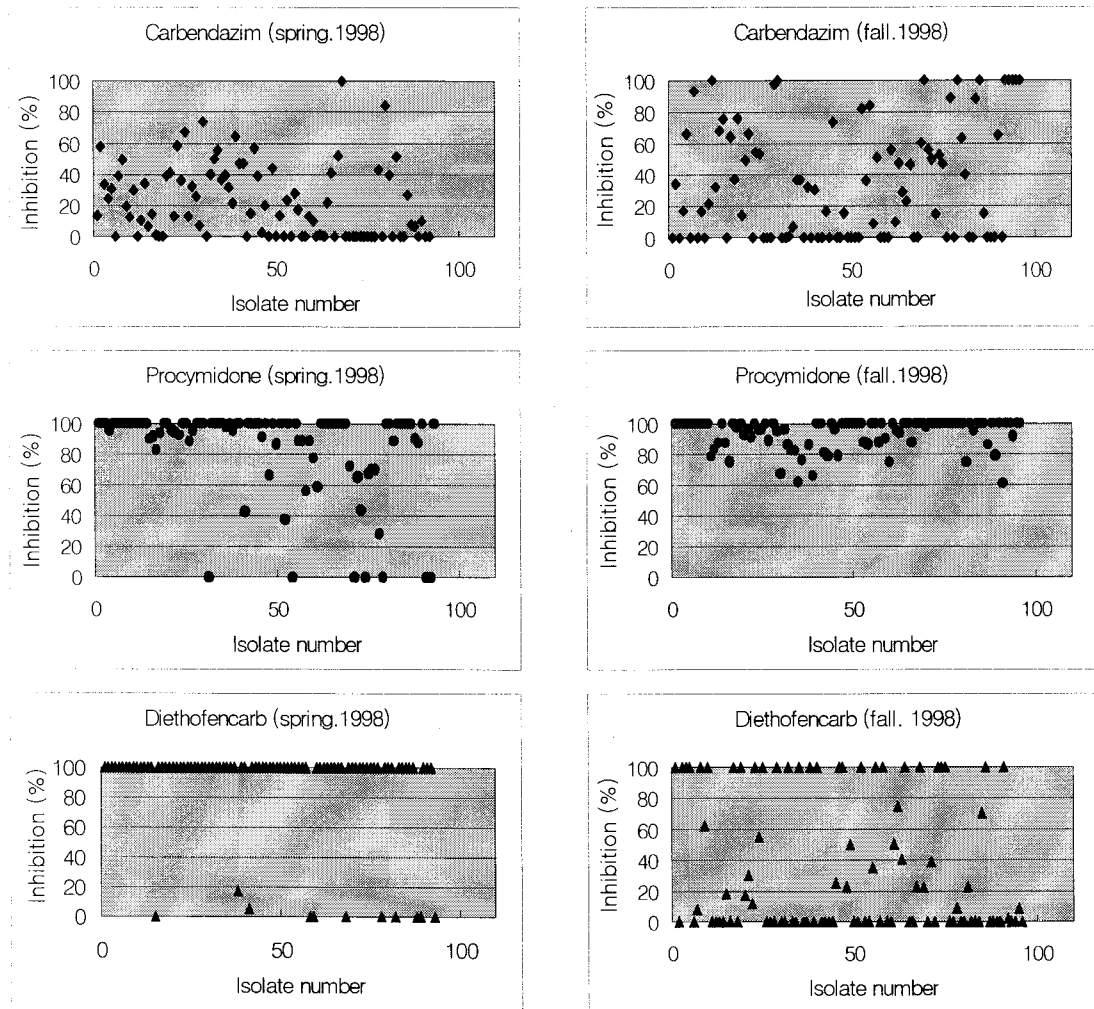 Carbendazim (spring.1998)
Inhibition (%)
100
80
60
40
20
0
0 50 100
Isolate number
Carbendazim (fall.1998)
Inhibition (%)
100
80
60
40
20
0
0 50 100
Isolate number
Procymidone (spring.1998)
Inhibition (%)
100
80
60
40
20
0
0 50 100
Isolate number
Procymidone (fall.1998)
Inhibition (%)
100
80
60
40
20
0
0 50 100
Isolate number
Diethofencarb (spring.1998)
Inhibition (%)
100
80
60
40
20
0
0 50 100
Isolate number
Diethofencarb (fall. 1998)
Inhibition (%)
100
80
60
40
20
0
0 50 100
Isolate number